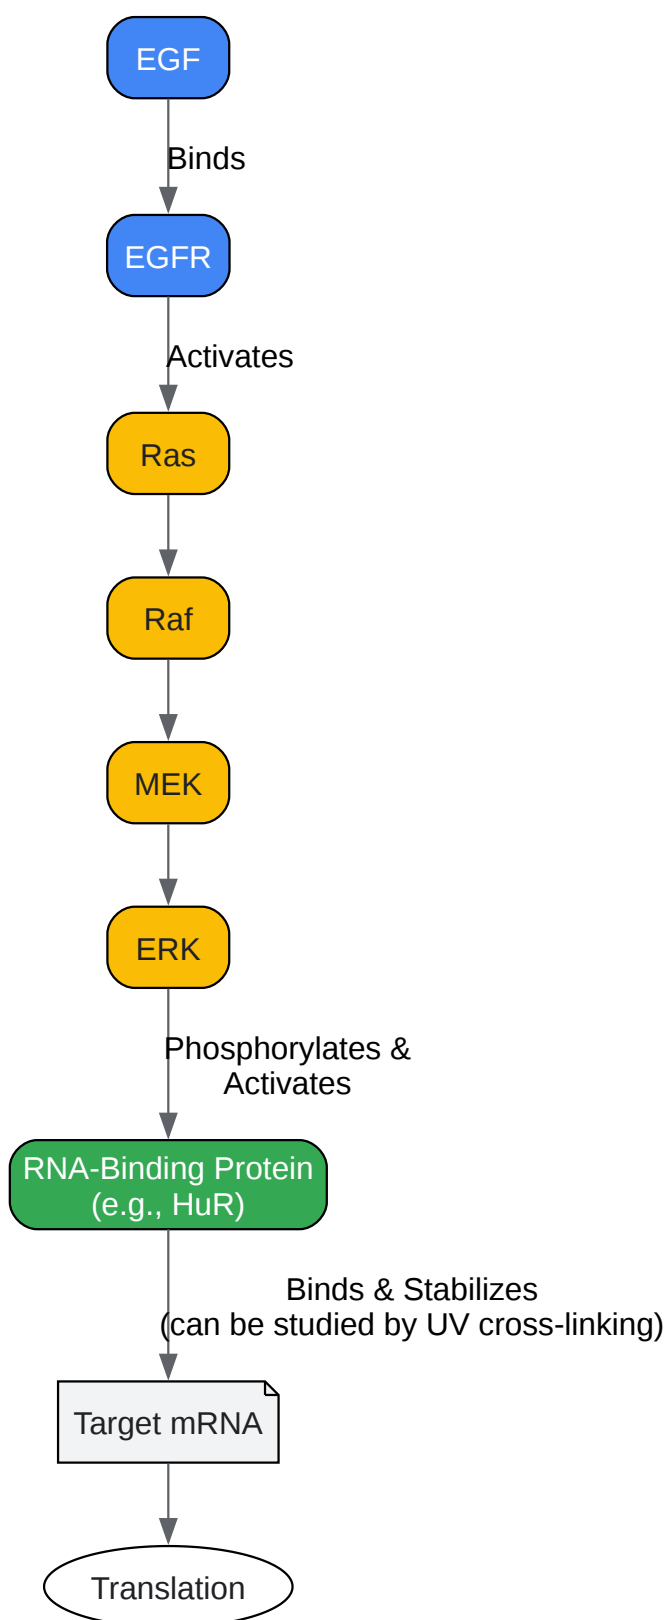 EGF
Binds
EGFR
Activates
Ras
Raf
MEK
ERK
Phosphorylates &
Activates
RNA-Binding Protein
(e.g., HuR)
Binds & Stabilizes
(can be studied by UV cross-linking)
Target mRNA
Translation